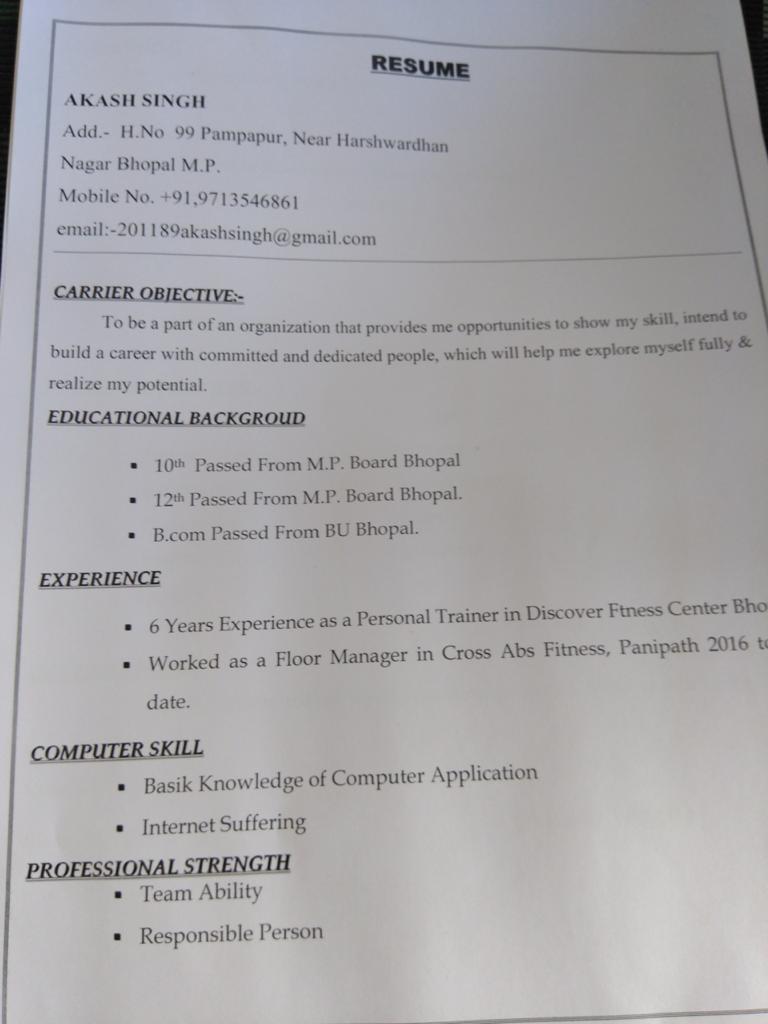 RESUME
AKASH SINGH
Add.- H.No 99 Pampapur, Near Harshwardhan
Nagar Bhopal M.P.
Mobile No. +91,9713546861
email:-201189akashsingh@gmail.com
CARRIER OBJECTIVE:-
To be a part of an organization that provides me opportunities to show my skill, intend to
build a career with committed and dedicated people, which will help me explore myself fully &
realize my potential.
EDUCATIONAL BACKGROUD
▪ 10th Passed From M.P. Board Bhopal
▪ 12th Passed From M.P. Board Bhopal.
▪ B.com Passed From BU Bhopal.
EXPERIENCE
▪ 6 Years Experience as a Personal Trainer in Discover Ftness Center Bho
▪ Worked as a Floor Manager in Cross Abs Fitness, Panipath 2016 to
date.
COMPUTER SKILL
▪ Basik Knowledge of Computer Application
▪ Internet Suffering
PROFESSIONAL STRENGTH
▪ Team Ability
▪ Responsible Person